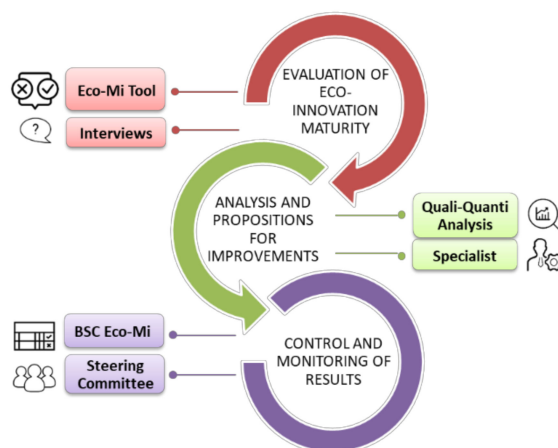 EVALUATION OF
ECO-
INNOVATION
MATURITY
Eco-Mi Tool
?
Interviews
ANALYSIS AND
PROPOSITIONS
FOR
IMPROVEMENTS
Quali-Quanti
Analysis
Specialist
BSC Eco-Mi
Steering
Committee
CONTROL AND
MONITORING OF
RESULTS